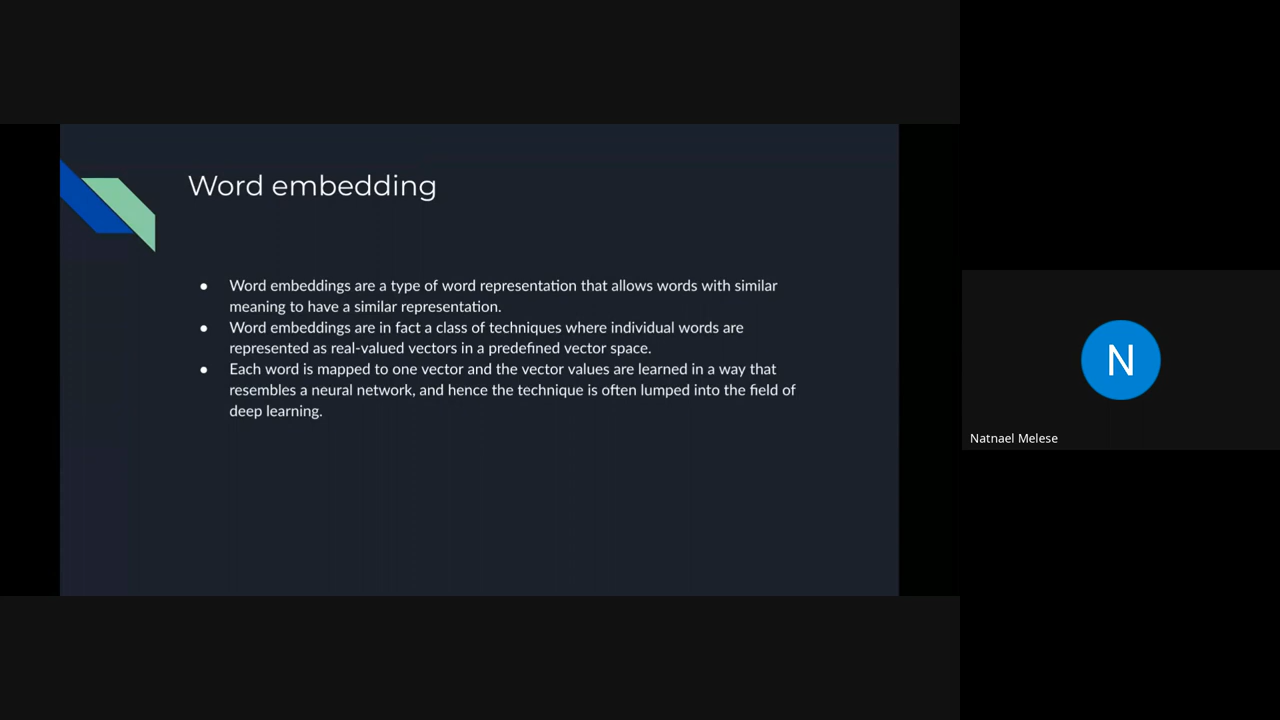 Word embedding
● Word embeddings are a type of word representation that allows words with similar
meaning to have a similar representation.
● Word embeddings are in fact a class of techniques where individual words are
represented as real-valued vectors in a predefined vector space.
● Each word is mapped to one vector and the vector values are learned in a way that
resembles a neural network, and hence the technique is often lumped into the field of
deep learning.
N
Natnael Melese